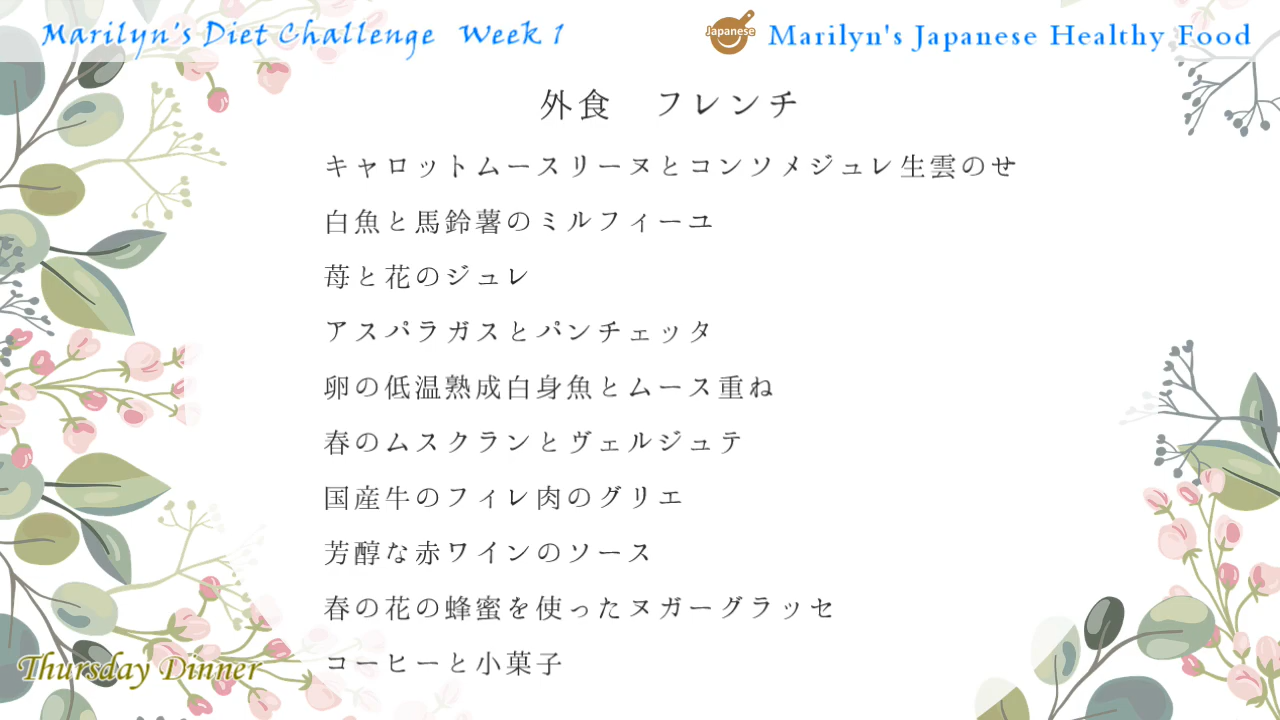 Marilyn's Diet Challenge Week 1
Japanese
Marilyn's Japanese Healthy Food
外食　フレンチ
キャロットムースリーヌとコンソメジュレ生雲のせ
白魚と馬鈴薯のミルフィーユ
苺と花のジュレ
アスパラガスとパンチェッタ
卵の低温熟成白身魚とムース重ね
春のムスクランとヴェルジュテ
国産牛のフィレ肉のグリエ
芳醇な赤ワインのソース
春の花の蜂蜜を使ったヌガーグラッセ
コーヒーと小菓子
Thursday Dinner